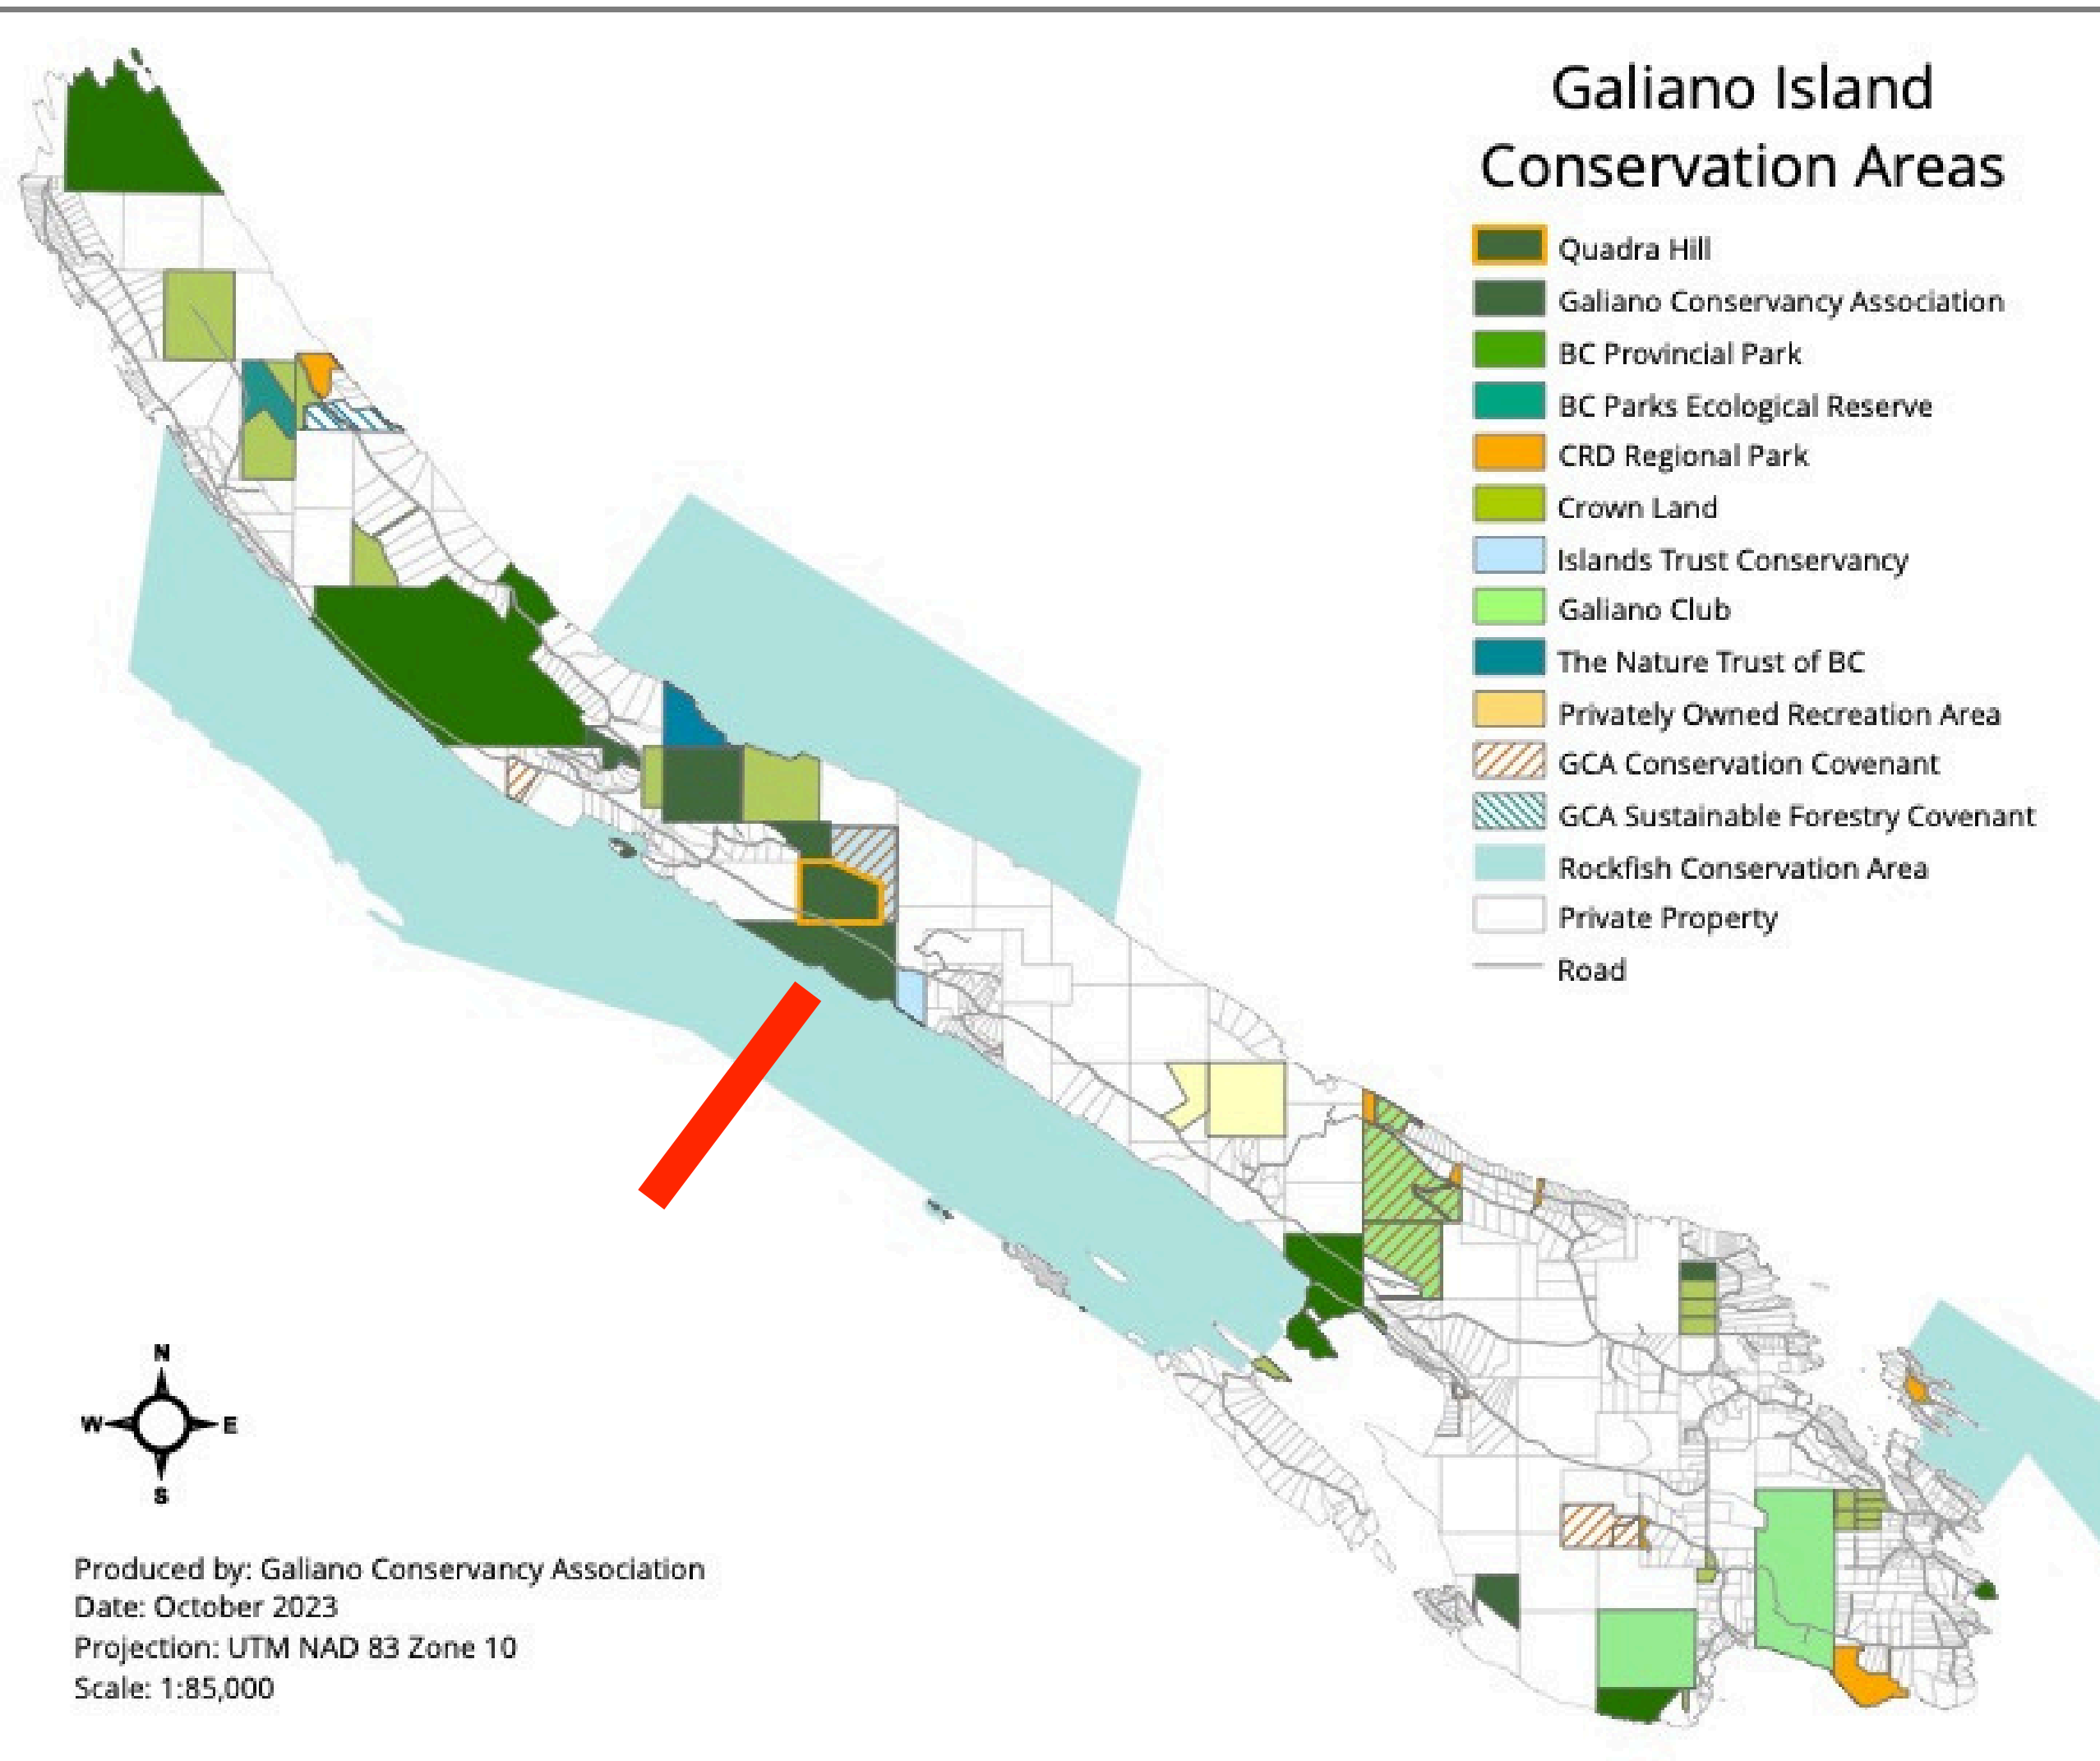 Galiano Island
Conservation Areas
Quadra Hill
Galiano Conservancy Association
BC Provincial Park
BC Parks Ecological Reserve
CRD Regional Park
Crown Land
Islands Trust Conservancy
Galiano Club
The Nature Trust of BC
Privately Owned Recreation Area
GCA Conservation Covenant
GCA Sustainable Forestry Covenant
Rockfish Conservation Area
Private Property
Road
N
W E
S
Produced by: Galiano Conservancy Association
Date: October 2023
Projection: UTM NAD 83 Zone 10
Scale: 1:85,000